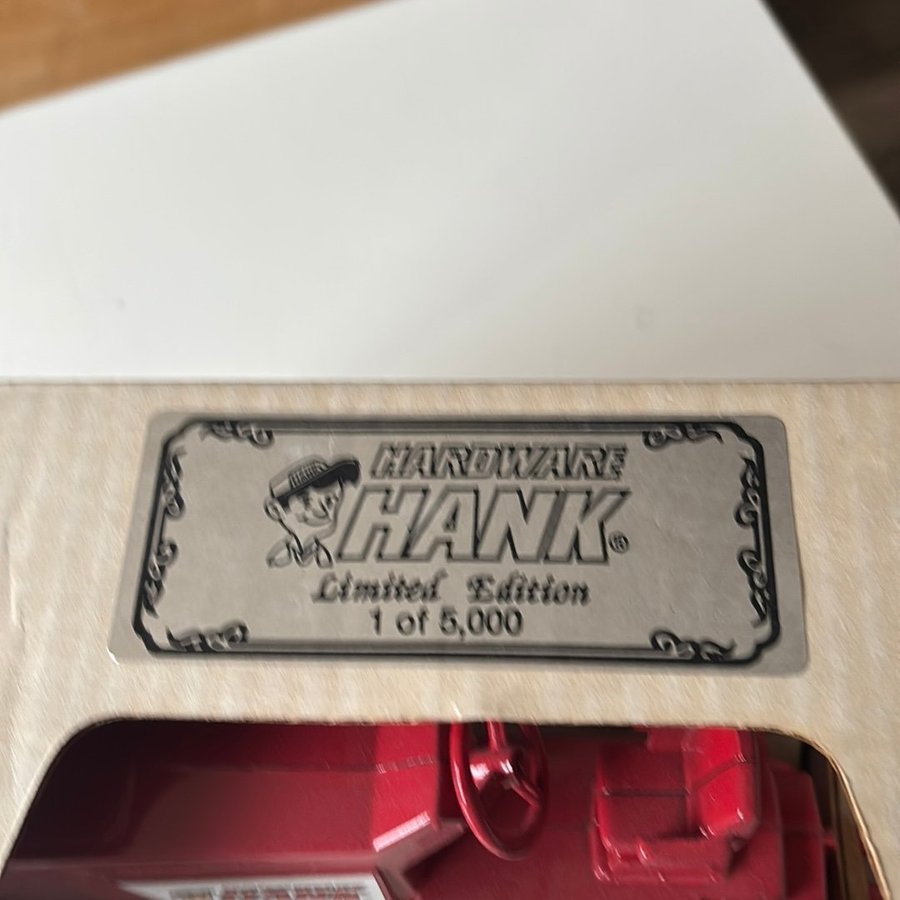 HARDWARE
HANK®
Limited Edition
1 of 5,000